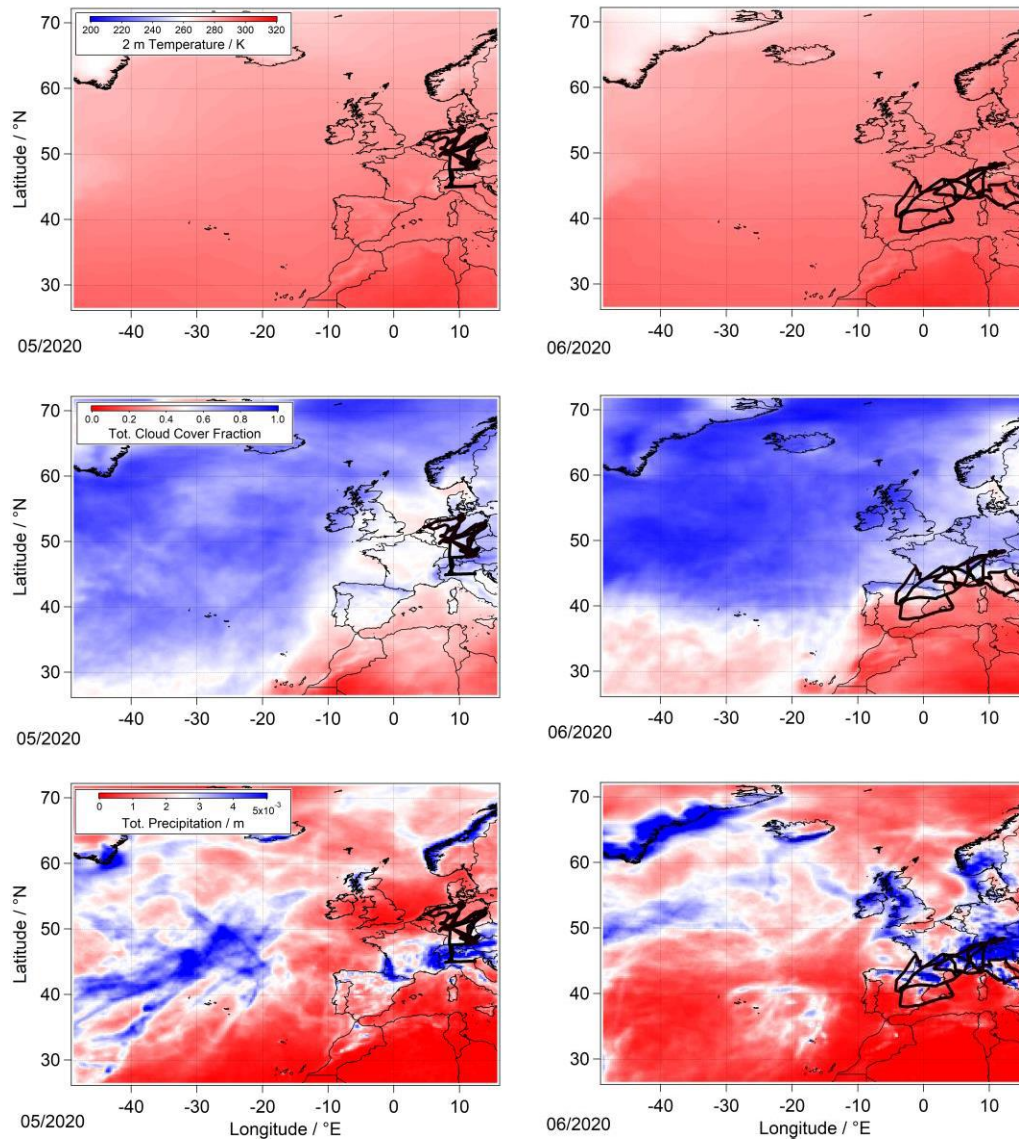 200 220 240 260 280 300 320
2 m Temperature / K
70
60
50
40
30
Latitude / °N
-40 -30 -20 -10 0 10
05/2020
70
60
50
40
30
-40 -30 -20 -10 0 10
06/2020
0.0 0.2 0.4 0.6 0.8 1.0
Tot. Cloud Cover Fraction
70
60
50
40
30
Latitude / °N
-40 -30 -20 -10 0 10
05/2020
70
60
50
40
30
-40 -30 -20 -10 0 10
06/2020
0 1 2 3 4 5x10⁻³
Tot. Precipitation / m
70
60
50
40
30
Latitude / °N
-40 -30 -20 -10 0 10
05/2020
Longitude / °E
70
60
50
40
30
-40 -30 -20 -10 0 10
06/2020
Longitude / °E